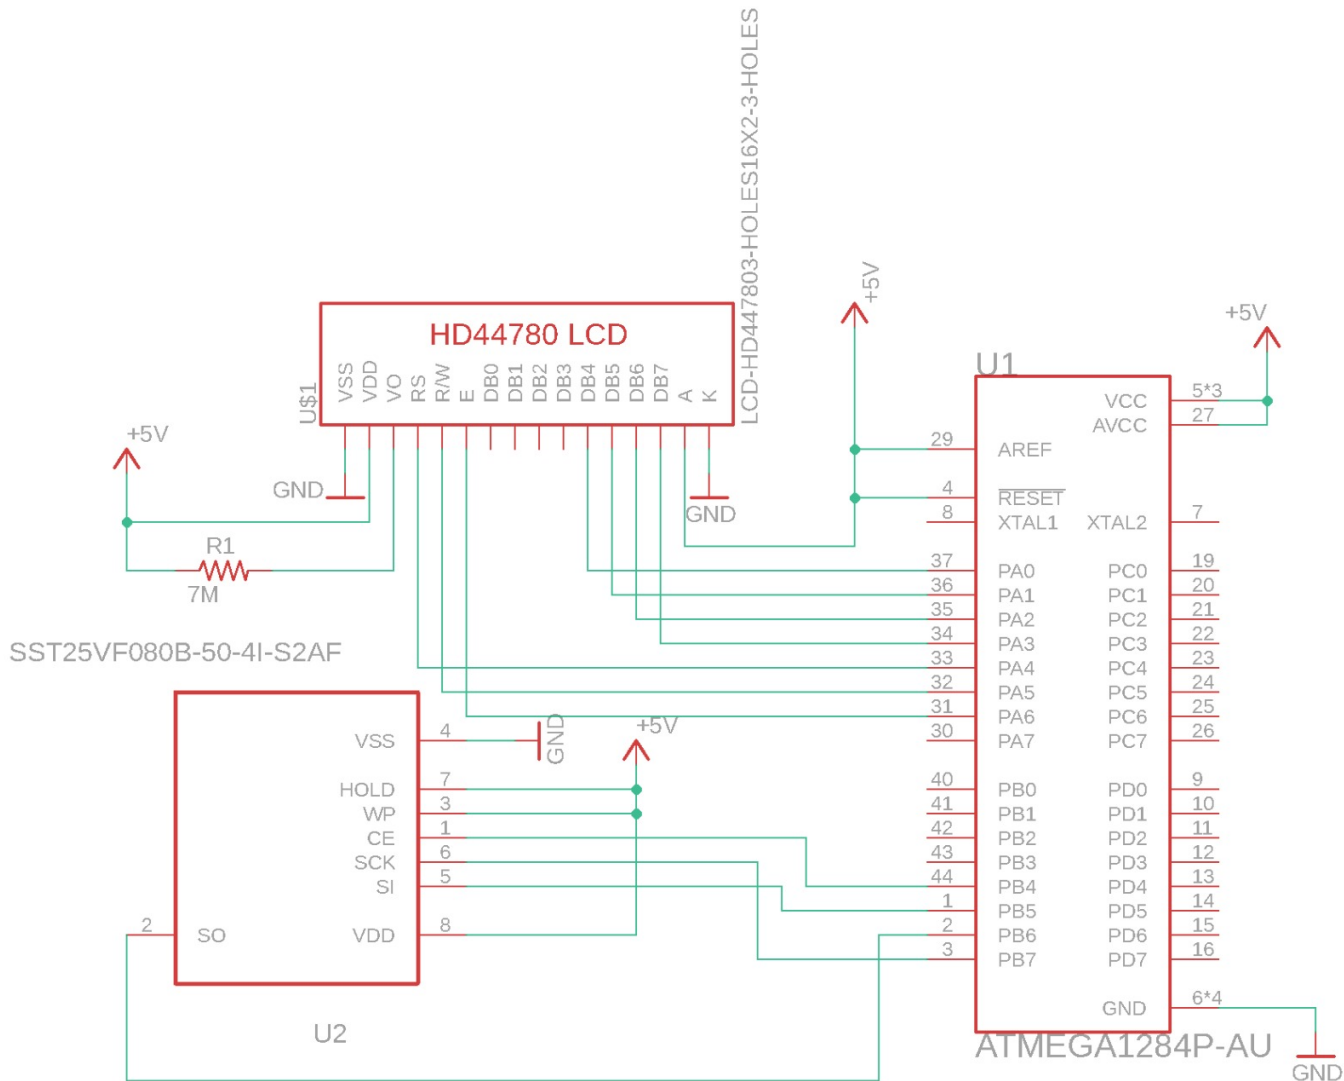 LCD-HD447803-HOLES16X2-3-HOLES
HD44780 LCD
U$1
VSS
VDD
VO
RS
R/W
E
DB0
DB1
DB2
DB3
DB4
DB5
DB6
DB7
A
K
GND
GND
+5V
R1
7M
+5V
+5V
U1
VCC 5*3
AVCC 27
29 AREF
4 RESET
8 XTAL1
XTAL2 7
37 PA0
36 PA1
35 PA2
34 PA3
33 PA4
32 PA5
31 PA6
30 PA7
40 PB0
41 PB1
42 PB2
43 PB3
44 PB4
1 PB5
2 PB6
3 PB7
PC0 19
PC1 20
PC2 21
PC3 22
PC4 23
PC5 24
PC6 25
PC7 26
PD0 9
PD1 10
PD2 11
PD3 12
PD4 13
PD5 14
PD6 15
PD7 16
GND 6*4
ATMEGA1284P-AU
GND
SST25VF080B-50-4I-S2AF
VSS 4
GND
+5V
HOLD 7
WP 3
CE 1
SCK 6
SI 5
2 SO
VDD 8
U2